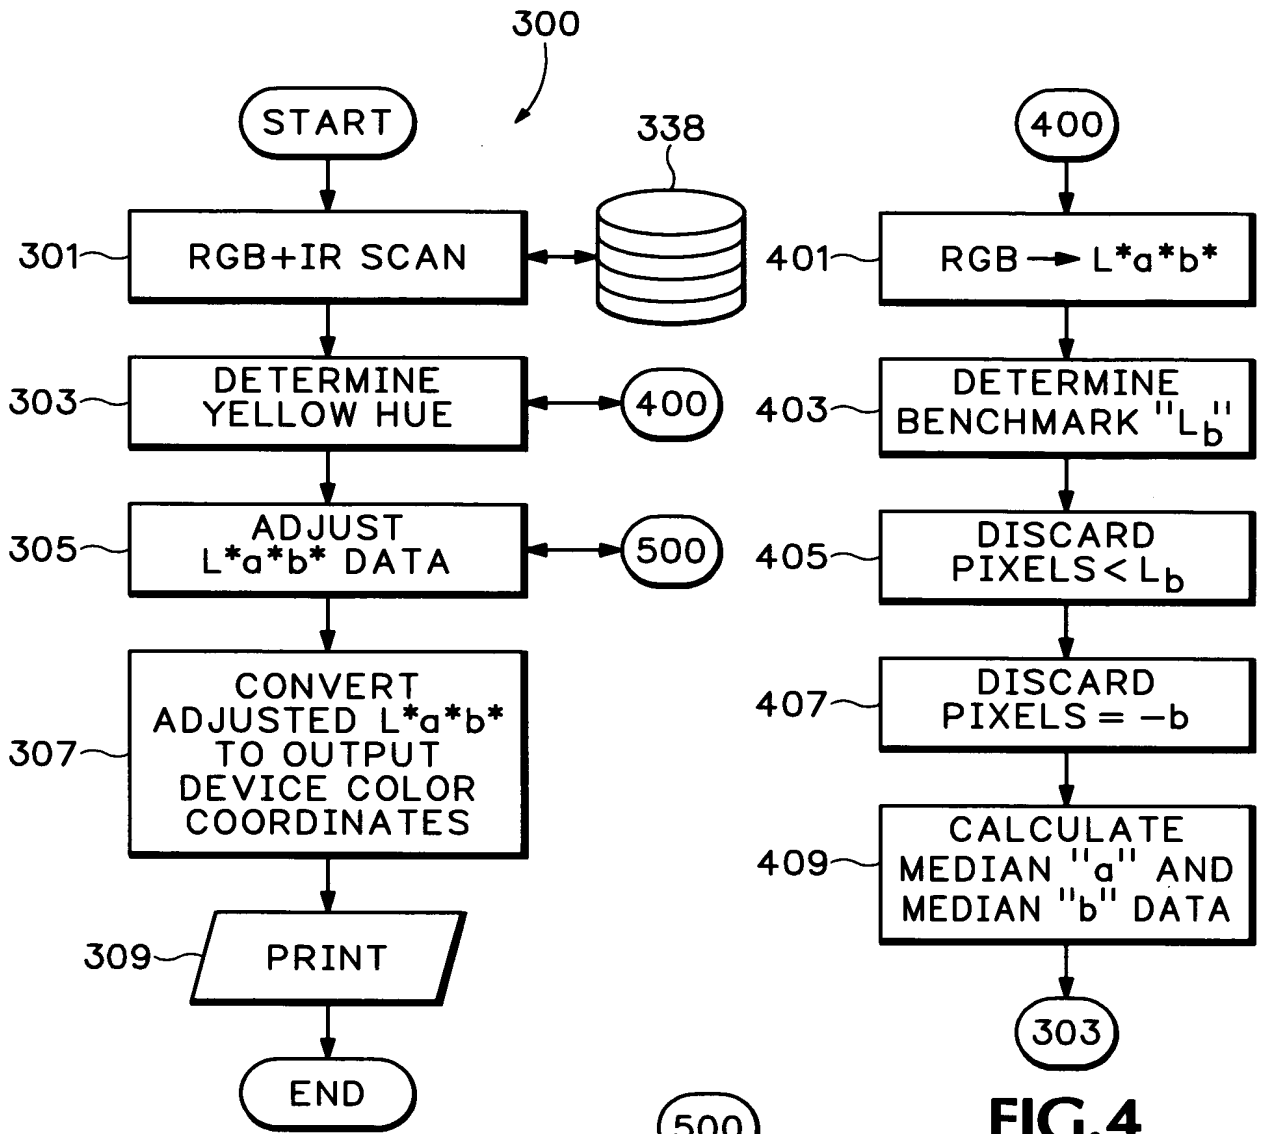 300
START
301
RGB+IR SCAN
338
303
DETERMINE
YELLOW HUE
400
305
ADJUST
L*a*b* DATA
500
307
CONVERT
ADJUSTED L*a*b*
TO OUTPUT
DEVICE COLOR
COORDINATES
309
PRINT
END
400
401
RGB → L*a*b*
403
DETERMINE
BENCHMARK "Lb"
405
DISCARD
PIXELS < Lb
407
DISCARD
PIXELS = -b
409
CALCULATE
MEDIAN "a" AND
MEDIAN "b" DATA
303
FIG.4
500